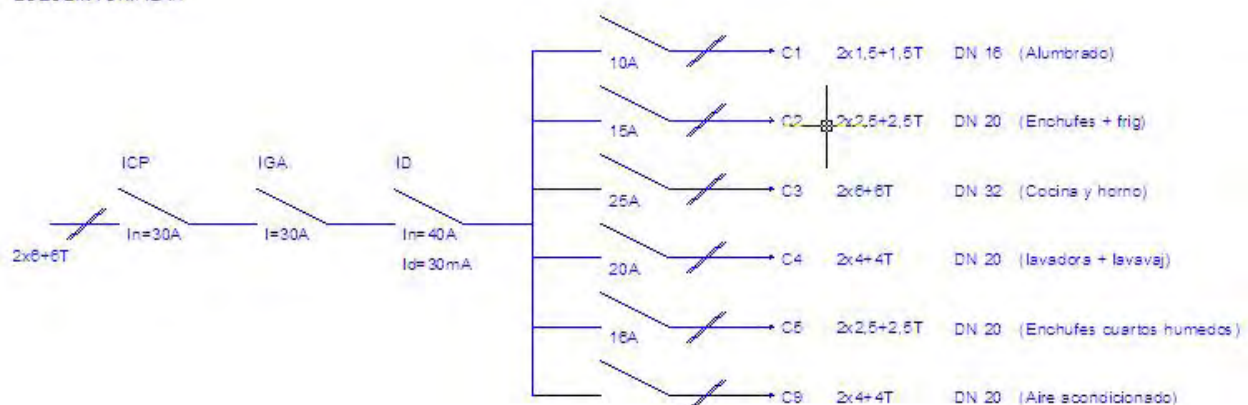 ICP
IGA
ID
2x6+6T
In=30A
I=30A
In=40A
Id=30mA
10A C1 2x1,5+1,5T DN 16 (Alumbrado)
15A C2 2x2,5+2,5T DN 20 (Enchufes + frig)
25A C3 2x6+6T DN 32 (Cocina y horno)
20A C4 2x4+4T DN 20 (lavadora + lavavaj)
16A C5 2x2,5+2,5T DN 20 (Enchufes cuartos humedos)
C9 2x4+4T DN 20 (Aire acondicionado)